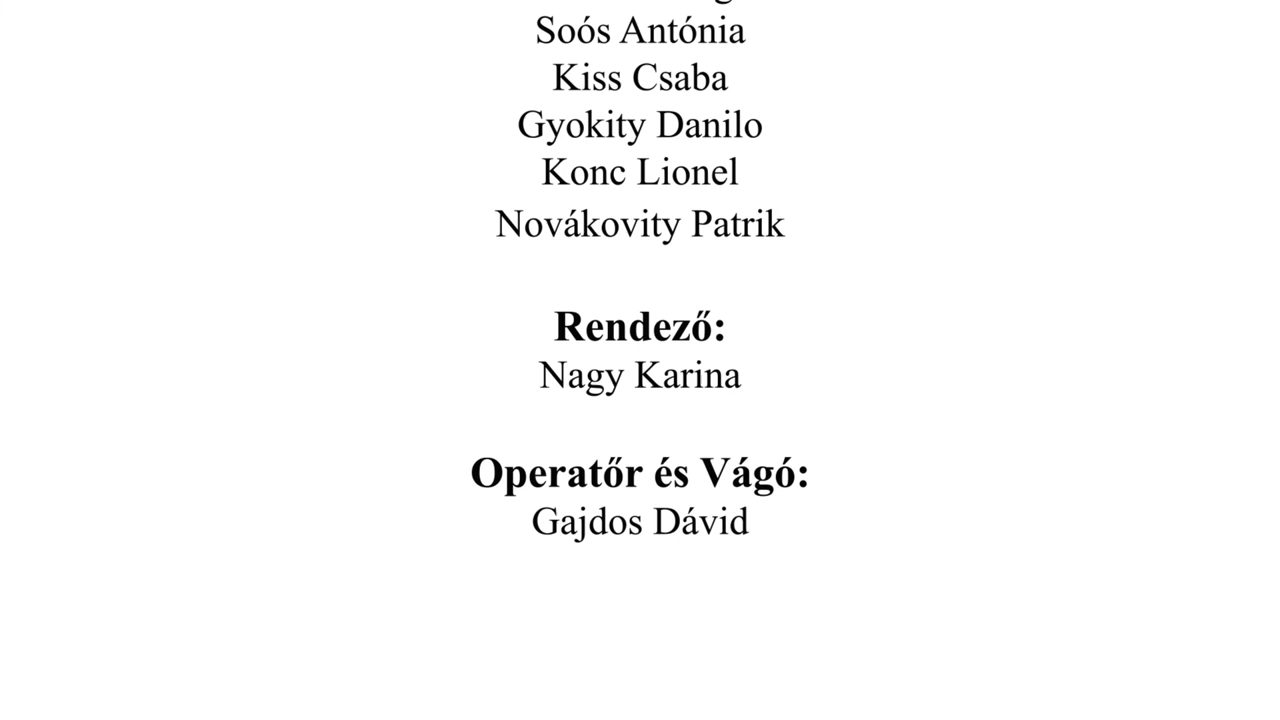 Soós Antónia
Kiss Csaba
Gyokity Danilo
Konc Lionel
Novákovity Patrik
Rendező:
Nagy Karina
Operatőr és Vágó:
Gajdos Dávid